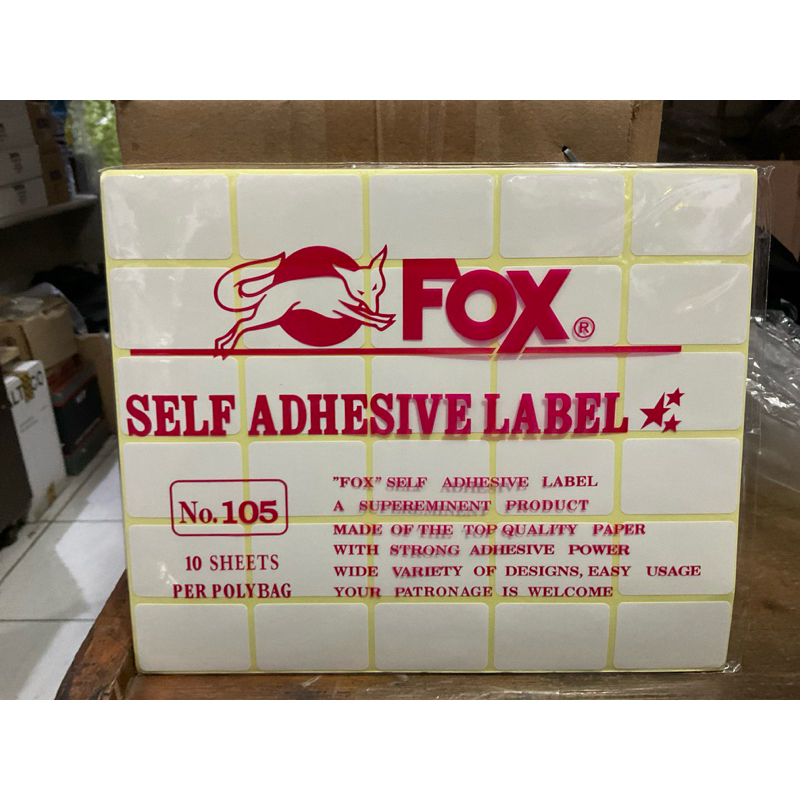 FOX ®
SELF ADHESIVE LABEL
No. 105
10 SHEETS
PER POLYBAG
"FOX" SELF ADHESIVE LABEL
A SUPEREMINENT PRODUCT
MADE OF THE TOP QUALITY PAPER
WITH STRONG ADHESIVE POWER
WIDE VARIETY OF DESIGNS, EASY USAGE
YOUR PATRONAGE IS WELCOME